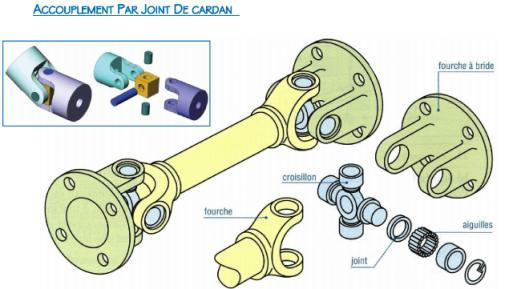 ACCOUPLEMENT PAR JOINT DE CARDAN
fourche à bride
croisillon
fourche
aiguilles
joint